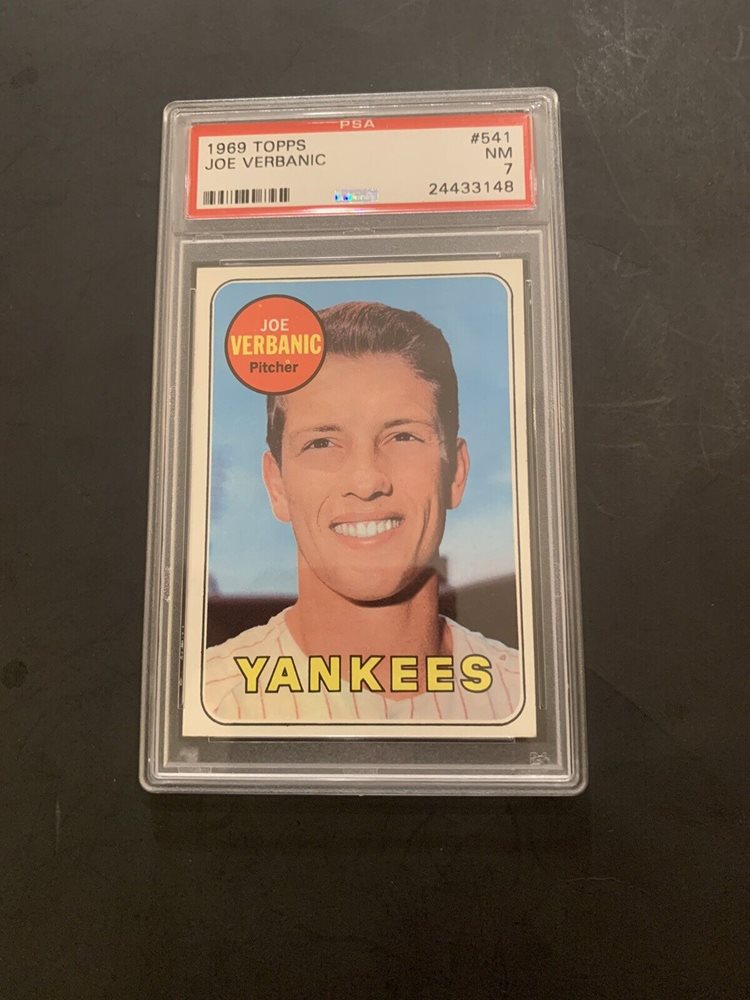 PSA
1969 TOPPS #541
JOE VERBANIC NM
7
24433148
JOE
VERBANIC
Pitcher
YANKEES